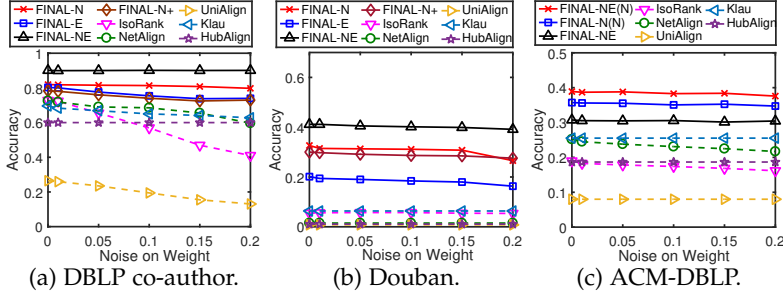 FINAL-N FINAL-N+ UniAlign
FINAL-E IsoRank Klau
FINAL-NE NetAlign HubAlign
Accuracy
1
0.8
0.6
0.4
0.2
0
0 0.05 0.1 0.15 0.2
Noise on Weight
(a) DBLP co-author.
FINAL-N FINAL-N+ UniAlign
FINAL-E IsoRank Klau
FINAL-NE NetAlign HubAlign
Accuracy
0.6
0.4
0.2
0
0 0.05 0.1 0.15 0.2
Noise on Weight
(b) Douban.
FINAL-NE(N) IsoRank Klau
FINAL-N(N) NetAlign HubAlign
FINAL-NE UniAlign
Accuracy
0.5
0.4
0.3
0.2
0.1
0
0 0.05 0.1 0.15 0.2
Noise on Weight
(c) ACM-DBLP.